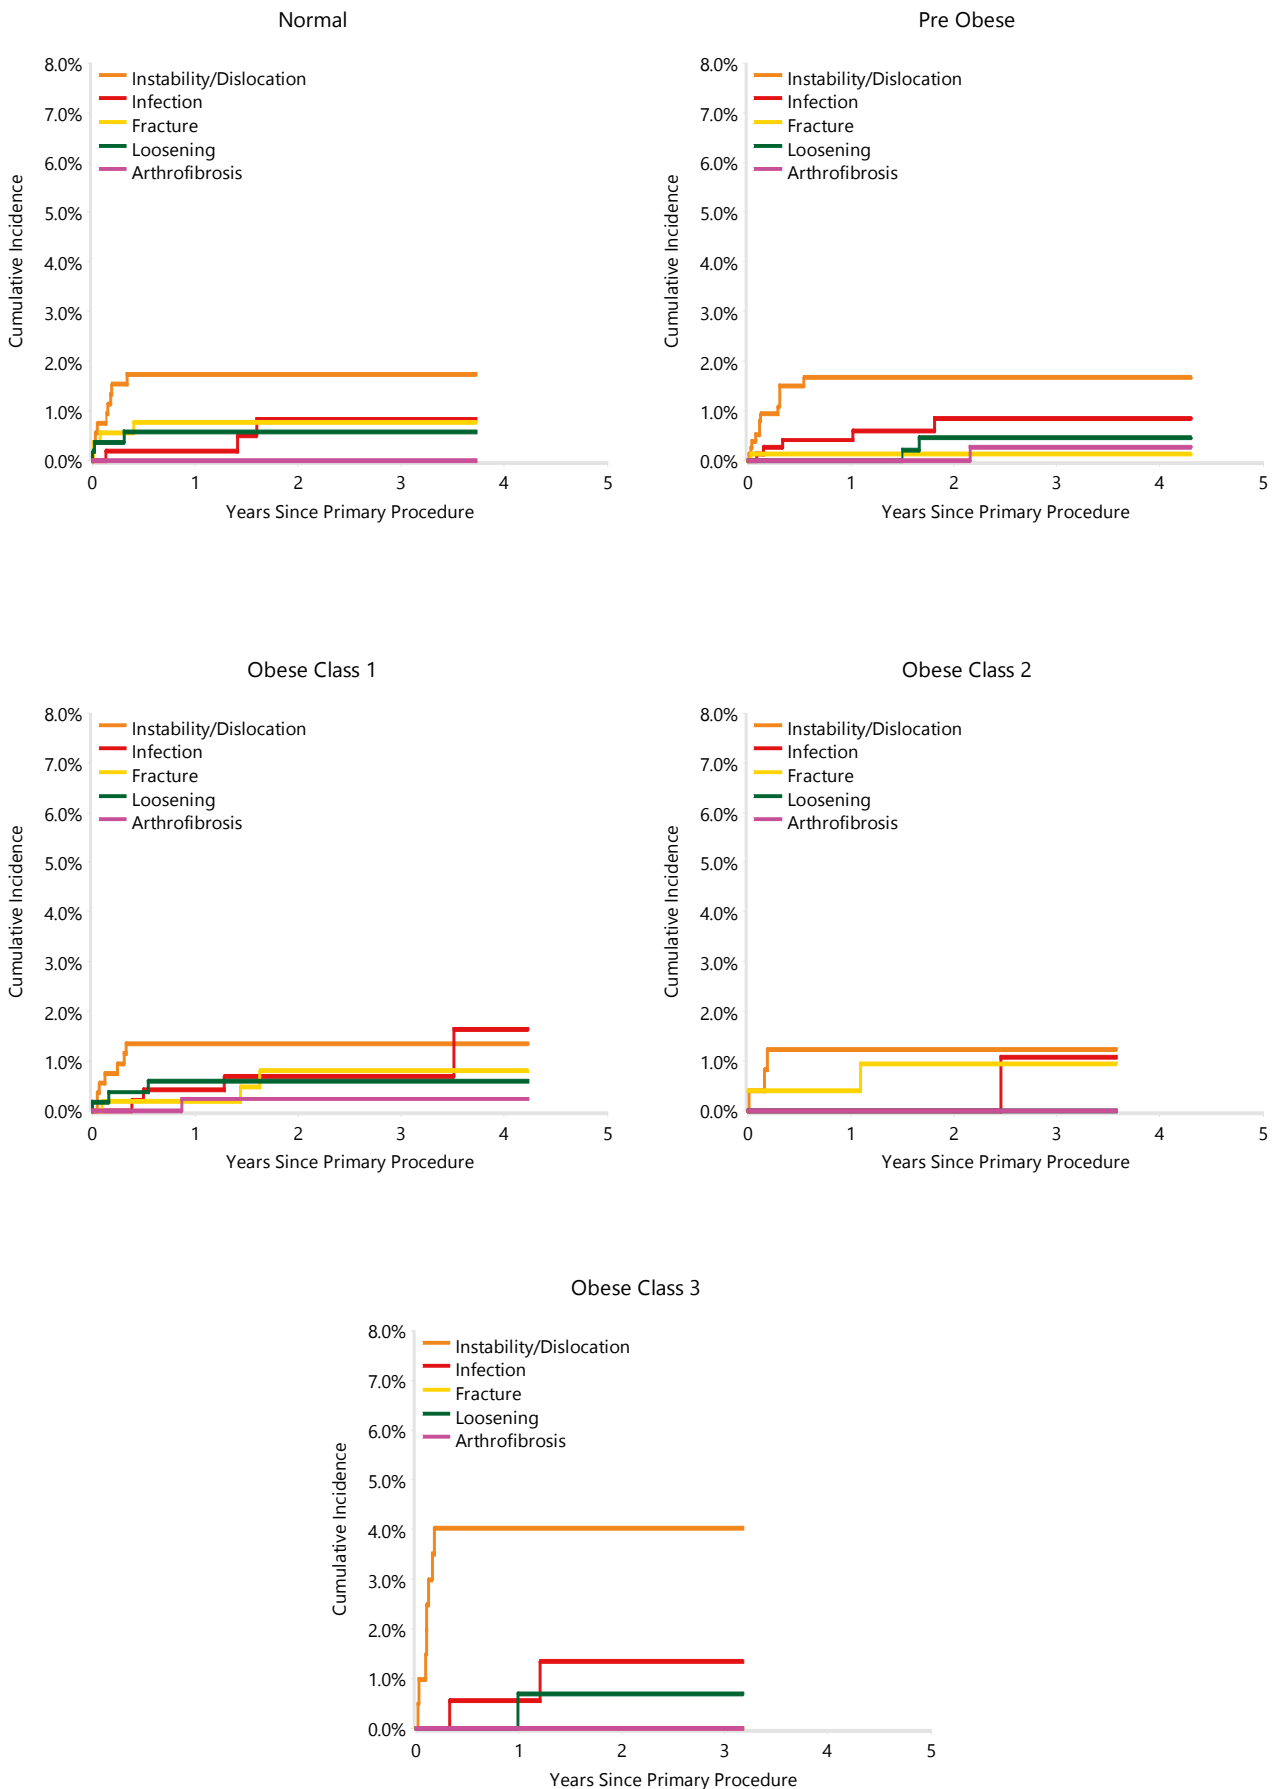 Normal
Cumulative Incidence
8.0%
7.0%
6.0%
5.0%
4.0%
3.0%
2.0%
1.0%
0.0%
Instability/Dislocation
Infection
Fracture
Loosening
Arthrofibrosis
0 1 2 3 4 5
Years Since Primary Procedure
Pre Obese
Cumulative Incidence
8.0%
7.0%
6.0%
5.0%
4.0%
3.0%
2.0%
1.0%
0.0%
Instability/Dislocation
Infection
Fracture
Loosening
Arthrofibrosis
0 1 2 3 4 5
Years Since Primary Procedure
Obese Class 1
Cumulative Incidence
8.0%
7.0%
6.0%
5.0%
4.0%
3.0%
2.0%
1.0%
0.0%
Instability/Dislocation
Infection
Fracture
Loosening
Arthrofibrosis
0 1 2 3 4 5
Years Since Primary Procedure
Obese Class 2
Cumulative Incidence
8.0%
7.0%
6.0%
5.0%
4.0%
3.0%
2.0%
1.0%
0.0%
Instability/Dislocation
Infection
Fracture
Loosening
Arthrofibrosis
0 1 2 3 4 5
Years Since Primary Procedure
Obese Class 3
Cumulative Incidence
8.0%
7.0%
6.0%
5.0%
4.0%
3.0%
2.0%
1.0%
0.0%
Instability/Dislocation
Infection
Fracture
Loosening
Arthrofibrosis
0 1 2 3 4 5
Years Since Primary Procedure